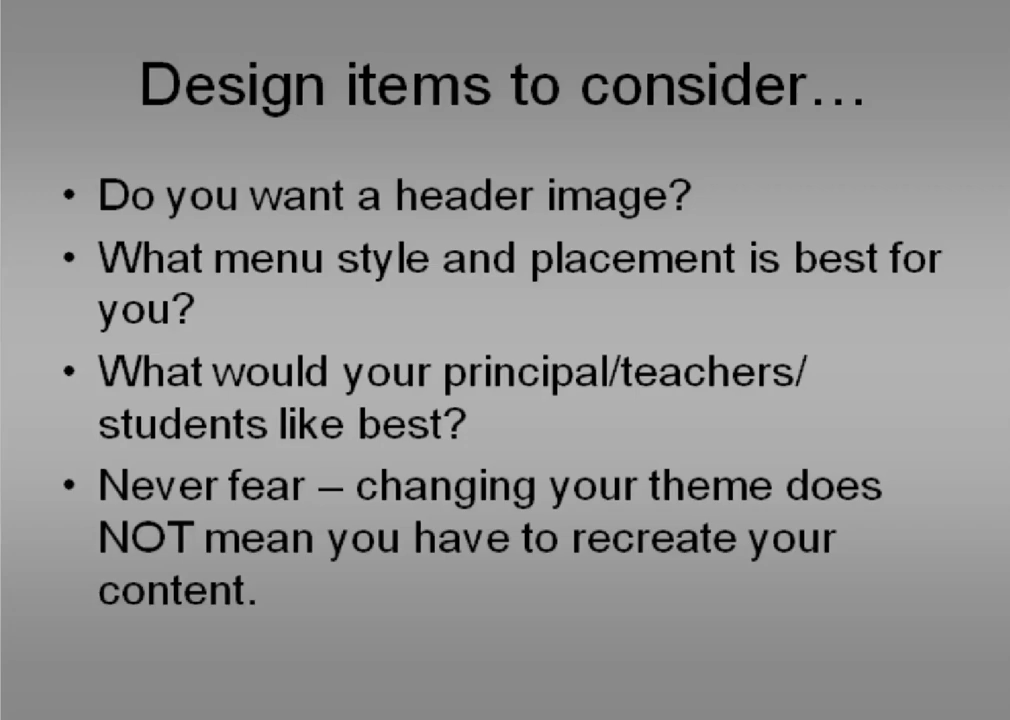 Design items to consider…
• Do you want a header image?
• What menu style and placement is best for
you?
• What would your principal/teachers/
students like best?
• Never fear – changing your theme does
NOT mean you have to recreate your
content.